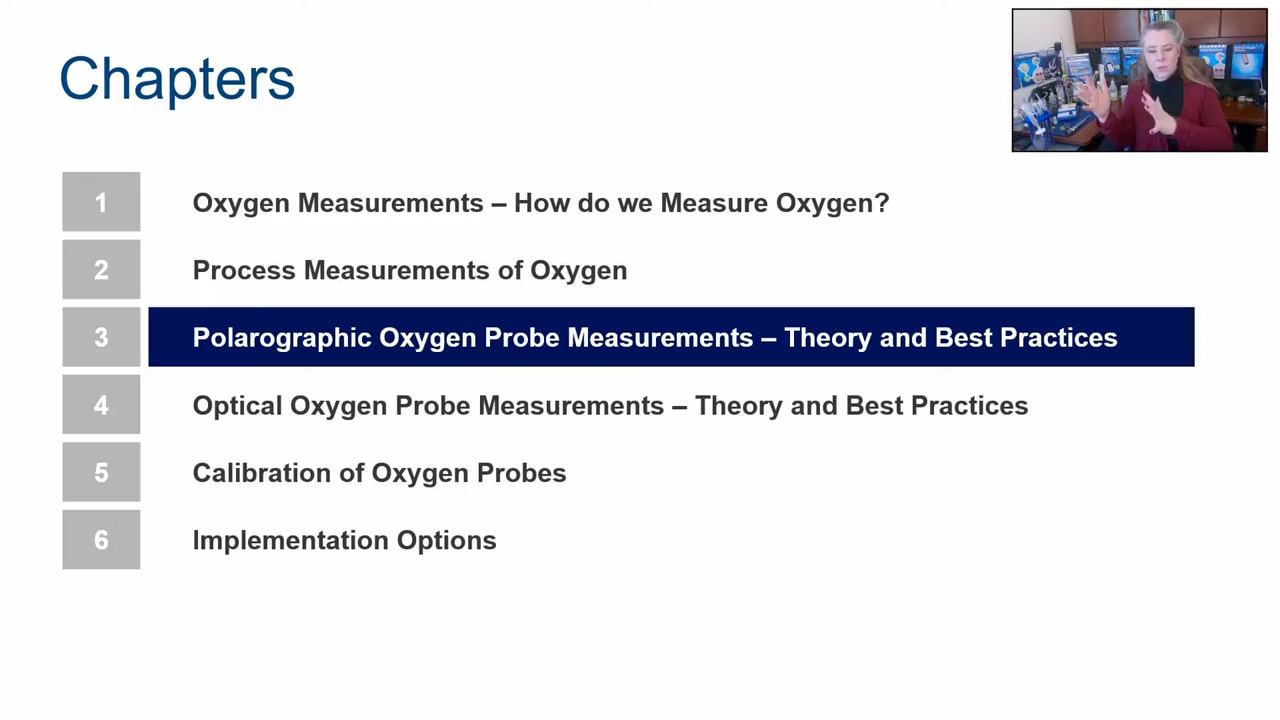 Chapters
1 Oxygen Measurements – How do we Measure Oxygen?
2 Process Measurements of Oxygen
3 Polarographic Oxygen Probe Measurements – Theory and Best Practices
4 Optical Oxygen Probe Measurements – Theory and Best Practices
5 Calibration of Oxygen Probes
6 Implementation Options